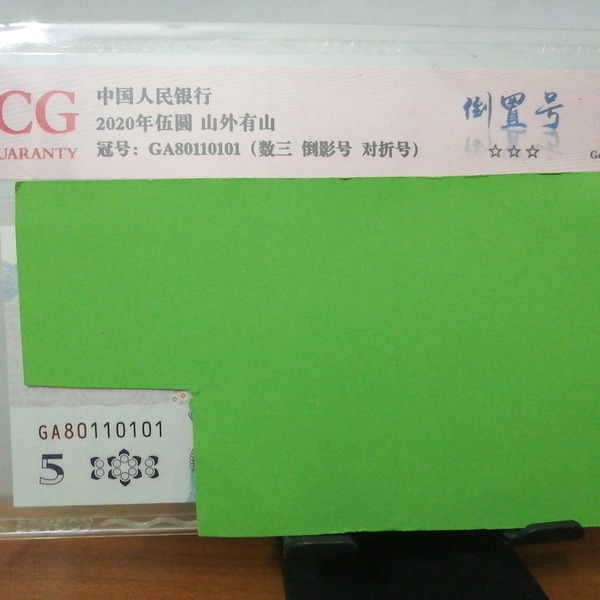 CG
UARANTY
中国人民银行
2020年伍圆 山外有山
冠号：GA80110101（数三 倒影号 对折号）
倒置号
☆☆☆
GA80110101
5